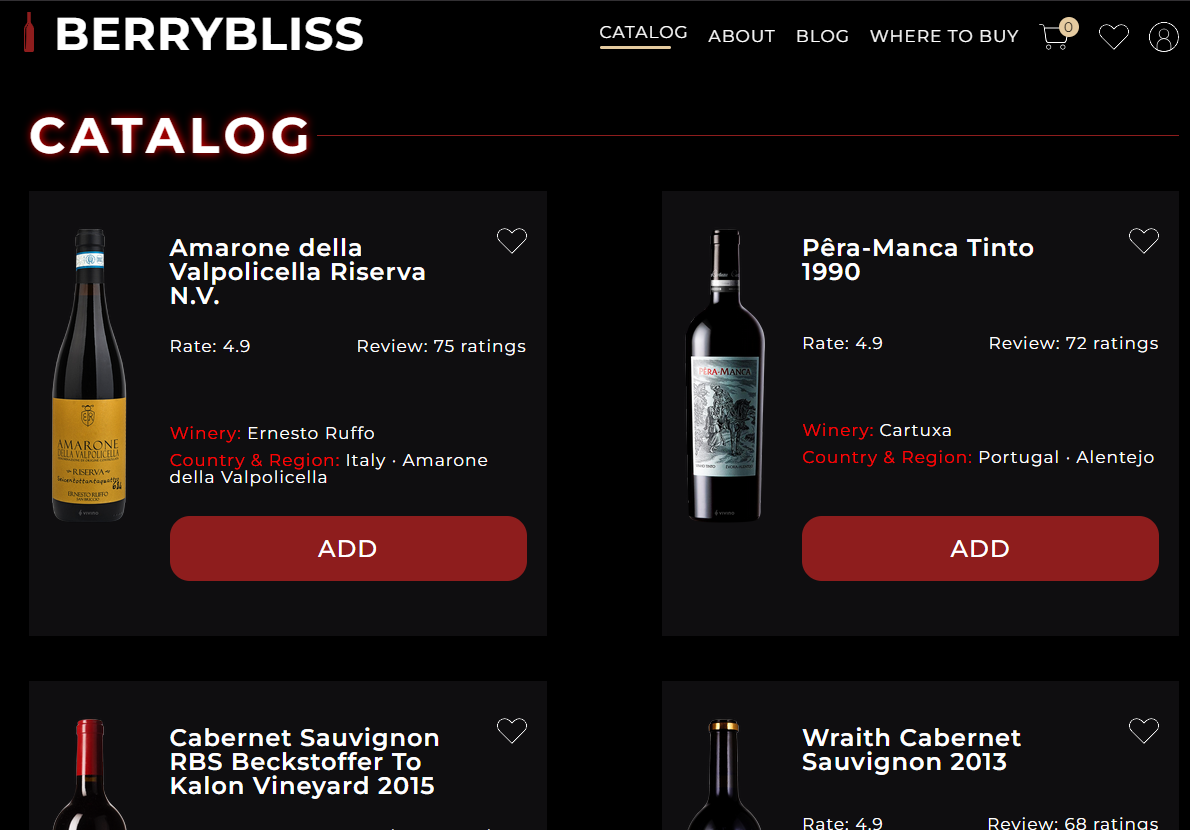 BERRYBLISS
CATALOG ABOUT BLOG WHERE TO BUY 0
CATALOG
Amarone della
Valpolicella Riserva
N.V.
Rate: 4.9 Review: 75 ratings
Winery: Ernesto Ruffo
Country & Region: Italy · Amarone
della Valpolicella
ADD
AMARONE
DELLA VALPOLICELLA
RISERVA
ERNESTO RUFFO
Pêra-Manca Tinto
1990
Rate: 4.9 Review: 72 ratings
Winery: Cartuxa
Country & Region: Portugal · Alentejo
ADD
PÊRA-MANCA
Cabernet Sauvignon
RBS Beckstoffer To
Kalon Vineyard 2015
Wraith Cabernet
Sauvignon 2013
Rate: 4.9 Review: 68 ratings